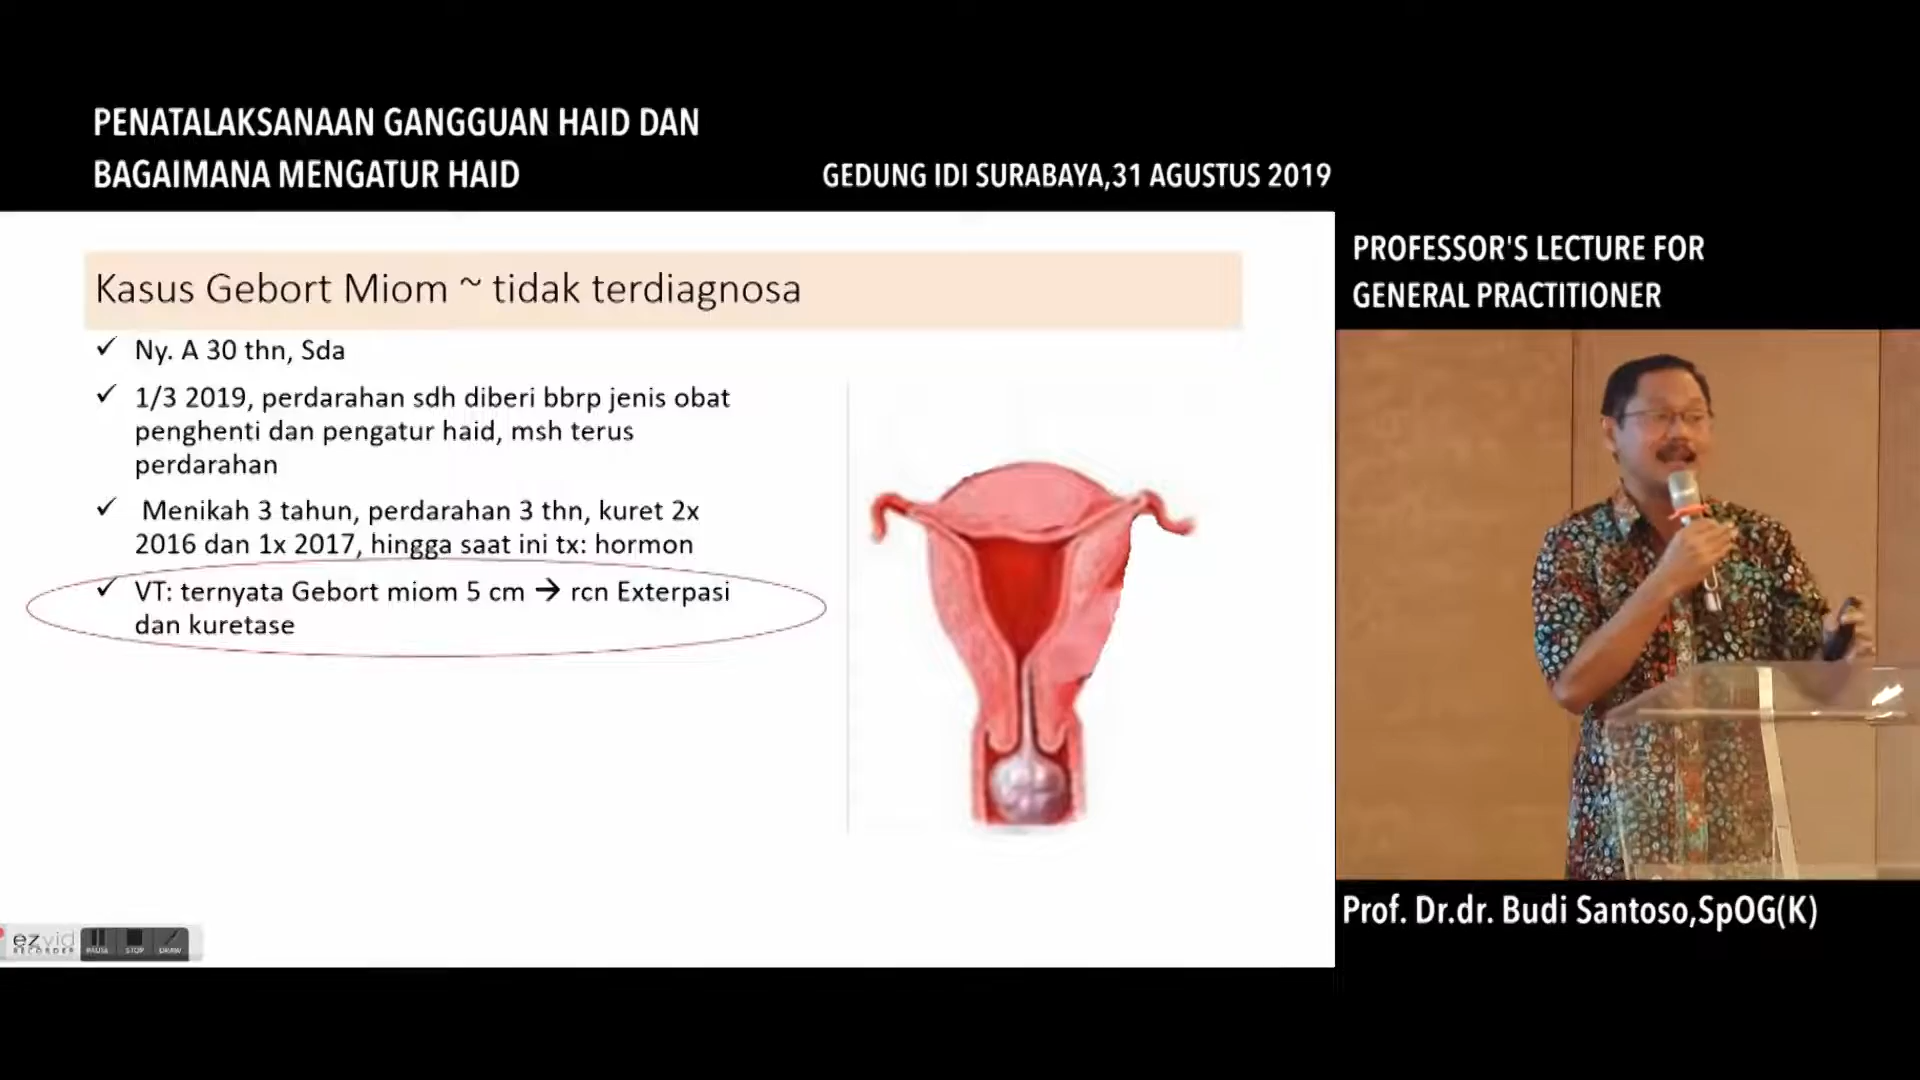 PENATALAKSANAAN GANGGUAN HAID DAN
BAGAIMANA MENGATUR HAID
GEDUNG IDI SURABAYA,31 AGUSTUS 2019
PROFESSOR'S LECTURE FOR
GENERAL PRACTITIONER
Kasus Gebort Miom ~ tidak terdiagnosa
✓ Ny. A 30 thn, Sda
✓ 1/3 2019, perdarahan sdh diberi bbrp jenis obat
penghenti dan pengatur haid, msh terus
perdarahan
✓ Menikah 3 tahun, perdarahan 3 thn, kuret 2x
2016 dan 1x 2017, hingga saat ini tx: hormon
✓ VT: ternyata Gebort miom 5 cm → rcn Exterpasi
dan kuretase
Prof. Dr.dr. Budi Santoso,SpOG(K)
ezvid
RECORDER
PAUSE
STOP
DRAW